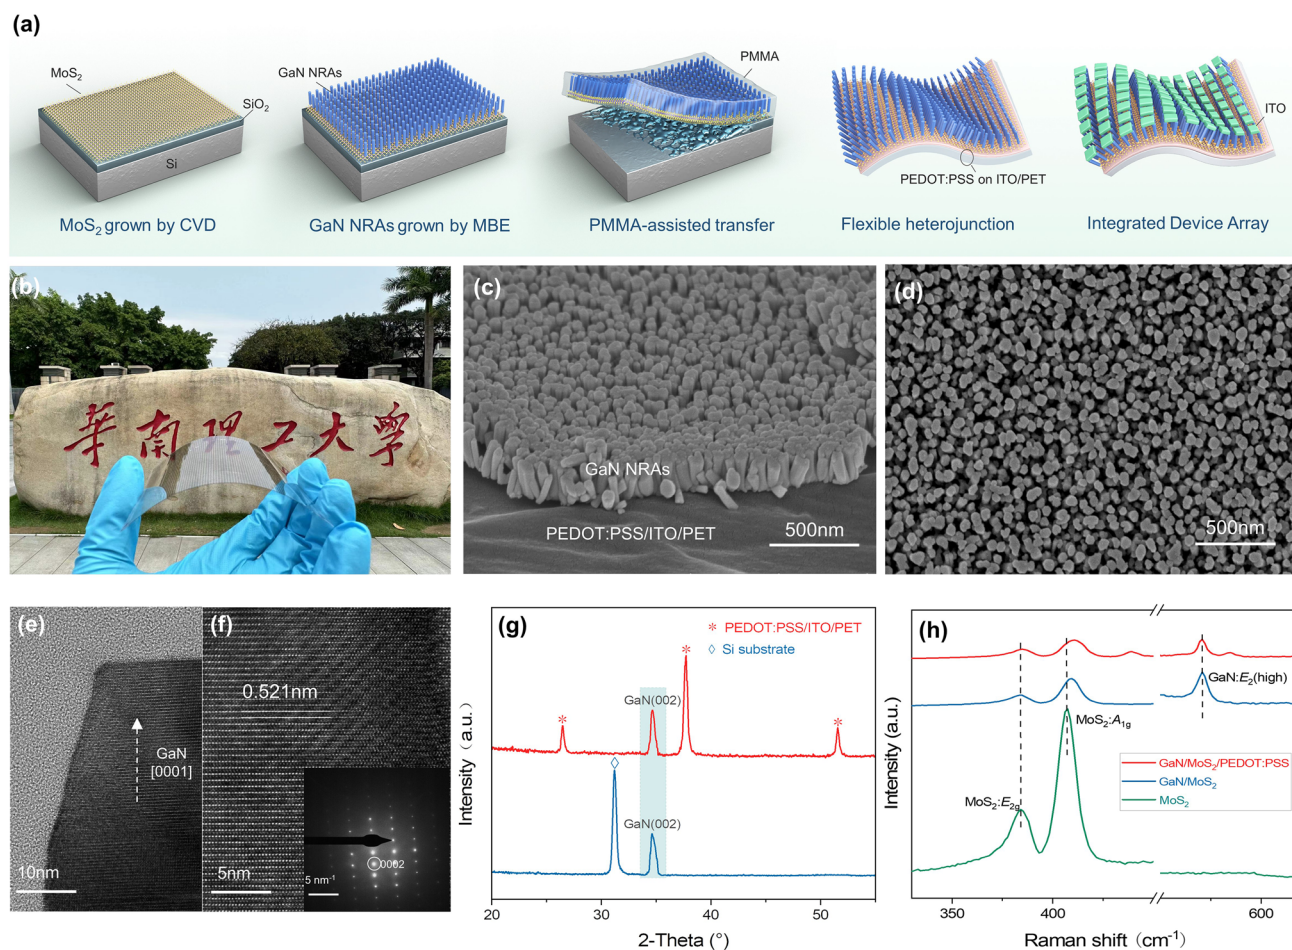 (a)
MoS₂
SiO₂
Si
MoS₂ grown by CVD
GaN NRAs
GaN NRAs grown by MBE
PMMA
PMMA-assisted transfer
PEDOT:PSS on ITO/PET
Flexible heterojunction
ITO
Integrated Device Array
(b)
華南理工大學
(c)
GaN NRAs
PEDOT:PSS/ITO/PET
500nm
(d)
500nm
(e)
GaN
[0001]
10nm
(f)
0.521nm
5nm
0002
5 nm⁻¹
(g)
* PEDOT:PSS/ITO/PET
◊ Si substrate
GaN(002)
GaN(002)
Intensity (a.u.)
20 30 40 50
2-Theta (°)
(h)
GaN:E₂(high)
MoS₂:A₁g
MoS₂:E₂g
GaN/MoS₂/PEDOT:PSS
GaN/MoS₂
MoS₂
Intensity (a.u.)
350 400 600
Raman shift (cm⁻¹)